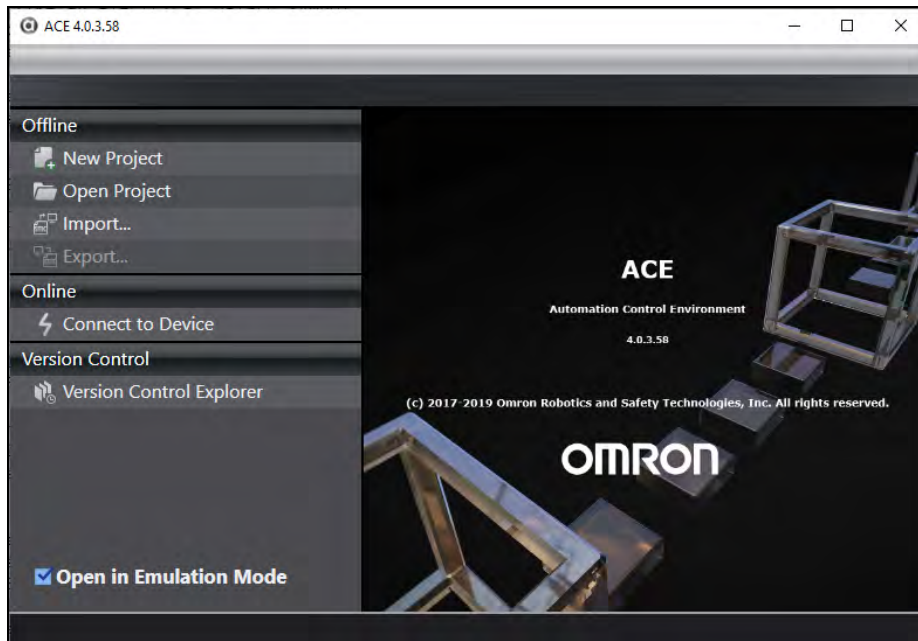 ACE 4.0.3.58
Offline
New Project
Open Project
Import...
Export...
Online
Connect to Device
Version Control
Version Control Explorer
Open in Emulation Mode
ACE
Automation Control Environment
4.0.3.58
(c) 2017-2019 Omron Robotics and Safety Technologies, Inc. All rights reserved.
OMRON